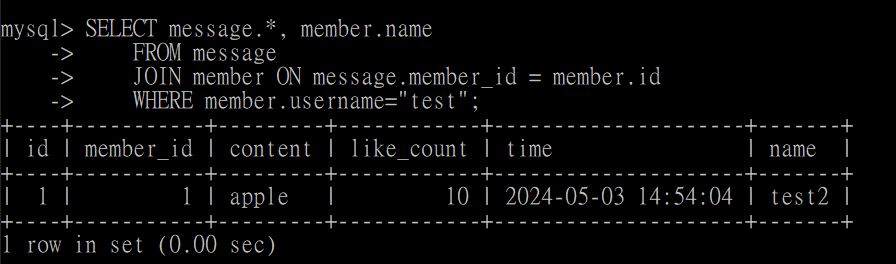 mysql> SELECT message.*, member.name
    ->     FROM message
    ->     JOIN member ON message.member_id = member.id
    ->     WHERE member.username="test";
+----+-----------+---------+------------+---------------------+-------+
| id | member_id | content | like_count | time                | name  |
+----+-----------+---------+------------+---------------------+-------+
|  1 |         1 | apple   |         10 | 2024-05-03 14:54:04 | test2 |
+----+-----------+---------+------------+---------------------+-------+
1 row in set (0.00 sec)